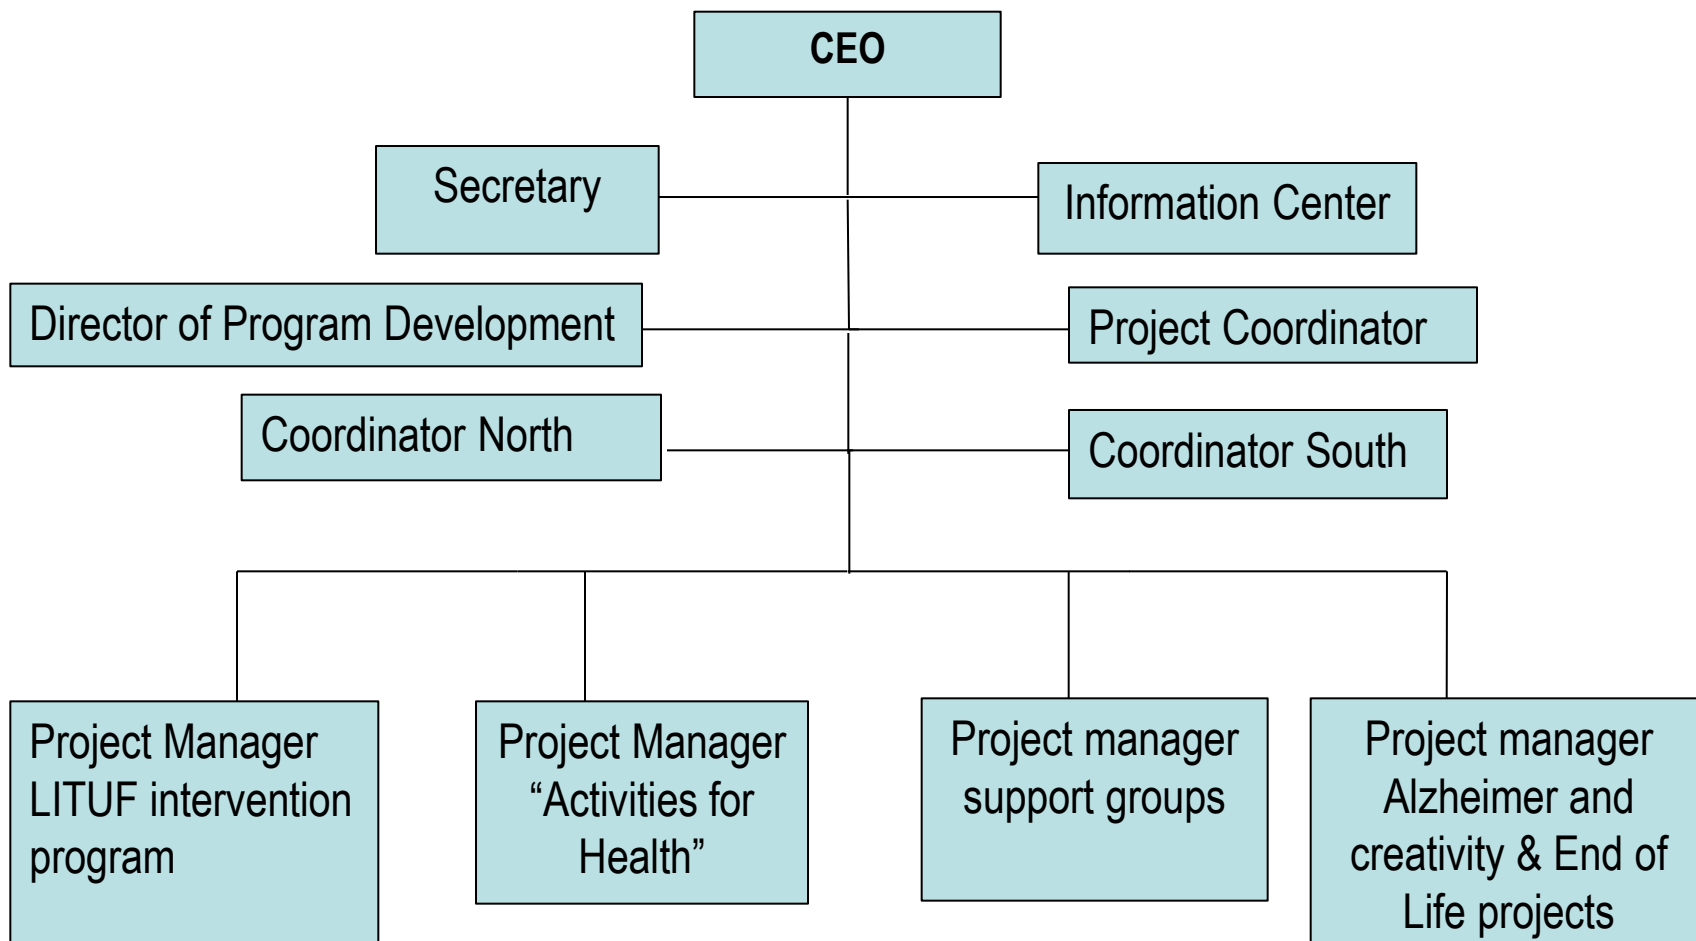 CEO
Secretary
Information Center
Director of Program Development
Project Coordinator
Coordinator North
Coordinator South
Project Manager
LITUF intervention
program
Project Manager
“Activities for
Health”
Project manager
support groups
Project manager
Alzheimer and
creativity & End of
Life projects